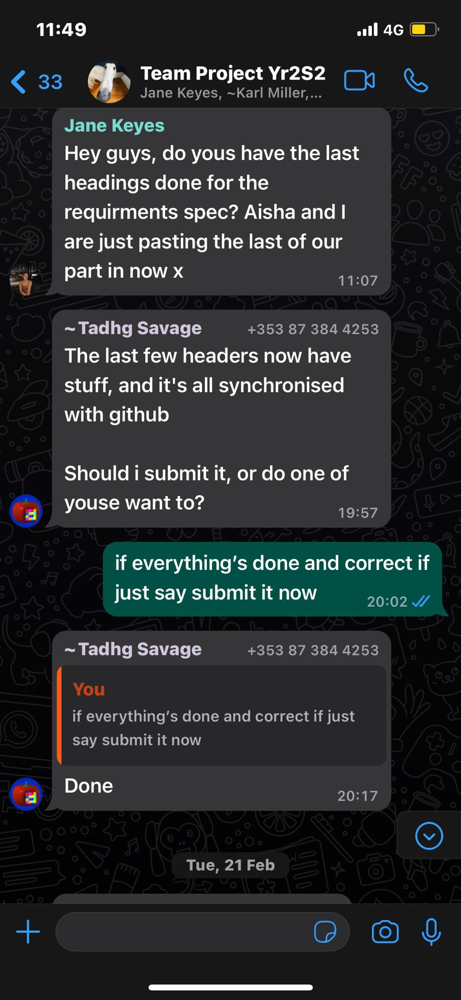 11:49
4G
33
Team Project Yr2S2
Jane Keyes, ~Karl Miller,...
Jane Keyes
Hey guys, do yous have the last
headings done for the
requirments spec? Aisha and I
are just pasting the last of our
part in now x
11:07
~Tadhg Savage +353 87 384 4253
The last few headers now have
stuff, and it's all synchronised
with github
Should i submit it, or do one of
youse want to?
19:57
if everything’s done and correct if
just say submit it now
20:02
~Tadhg Savage +353 87 384 4253
You
if everything’s done and correct if just
say submit it now
Done
20:17
Tue, 21 Feb